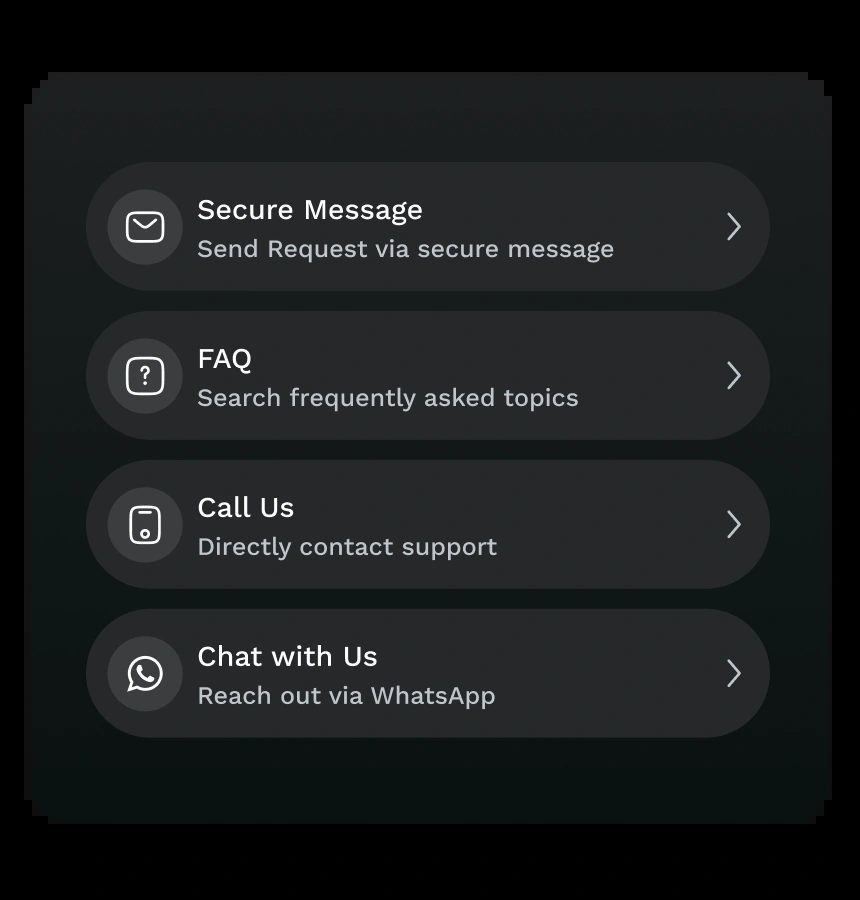 Secure Message
Send Request via secure message
FAQ
Search frequently asked topics
Call Us
Directly contact support
Chat with Us
Reach out via WhatsApp